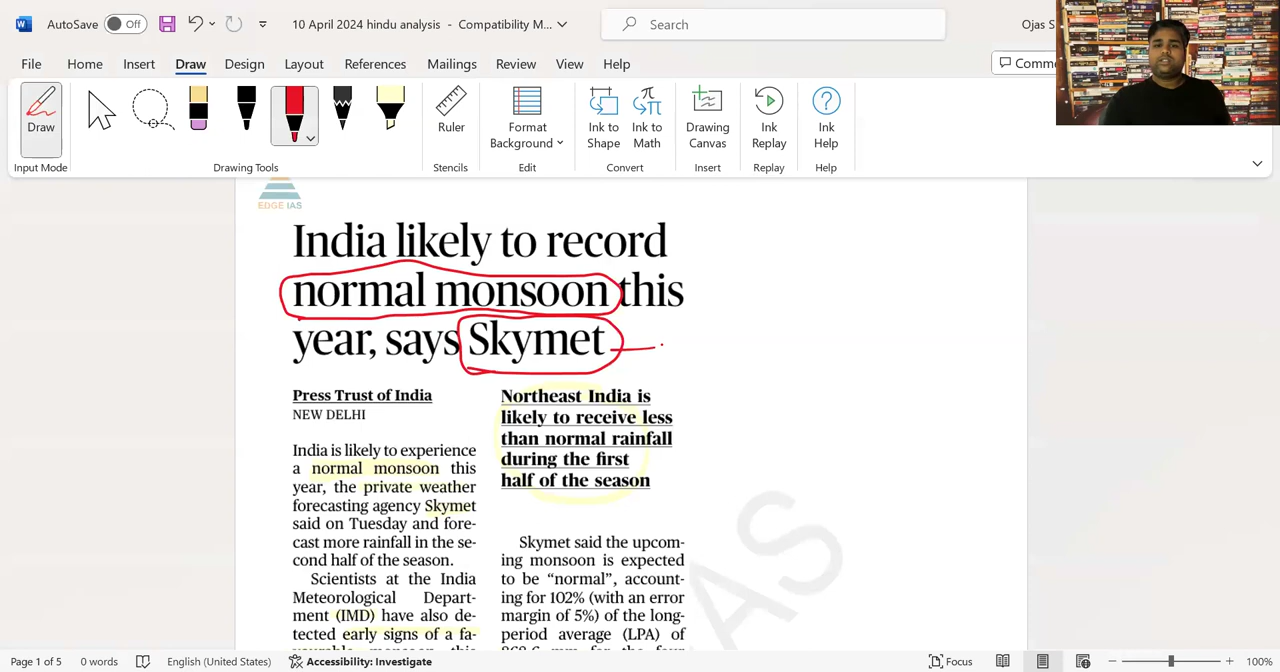 AutoSave
Off
10 April 2024 hindu analysis - Compatibility M...
Search
Ojas S
File
Home
Insert
Draw
Design
Layout
References
Mailings
Review
View
Help
Comme
Draw
Input Mode
Drawing Tools
Ruler
Stencils
Format
Background
Edit
Ink to
Shape
Ink to
Math
Convert
Drawing
Canvas
Insert
Ink
Replay
Replay
Ink
Help
Help
EDGE IAS
India likely to record
normal monsoon this
year, says Skymet
Press Trust of India
NEW DELHI
India is likely to experience
a normal monsoon this
year, the private weather
forecasting agency Skymet
said on Tuesday and fore-
cast more rainfall in the se-
cond half of the season.
Scientists at the India
Meteorological Depart-
ment (IMD) have also de-
tected early signs of a fa-
Northeast India is
likely to receive less
than normal rainfall
during the first
half of the season
Skymet said the upcom-
ing monsoon is expected
to be “normal”, account-
ing for 102% (with an error
margin of 5%) of the long-
period average (LPA) of
AS
Page 1 of 5
0 words
English (United States)
Accessibility: Investigate
Focus
100%